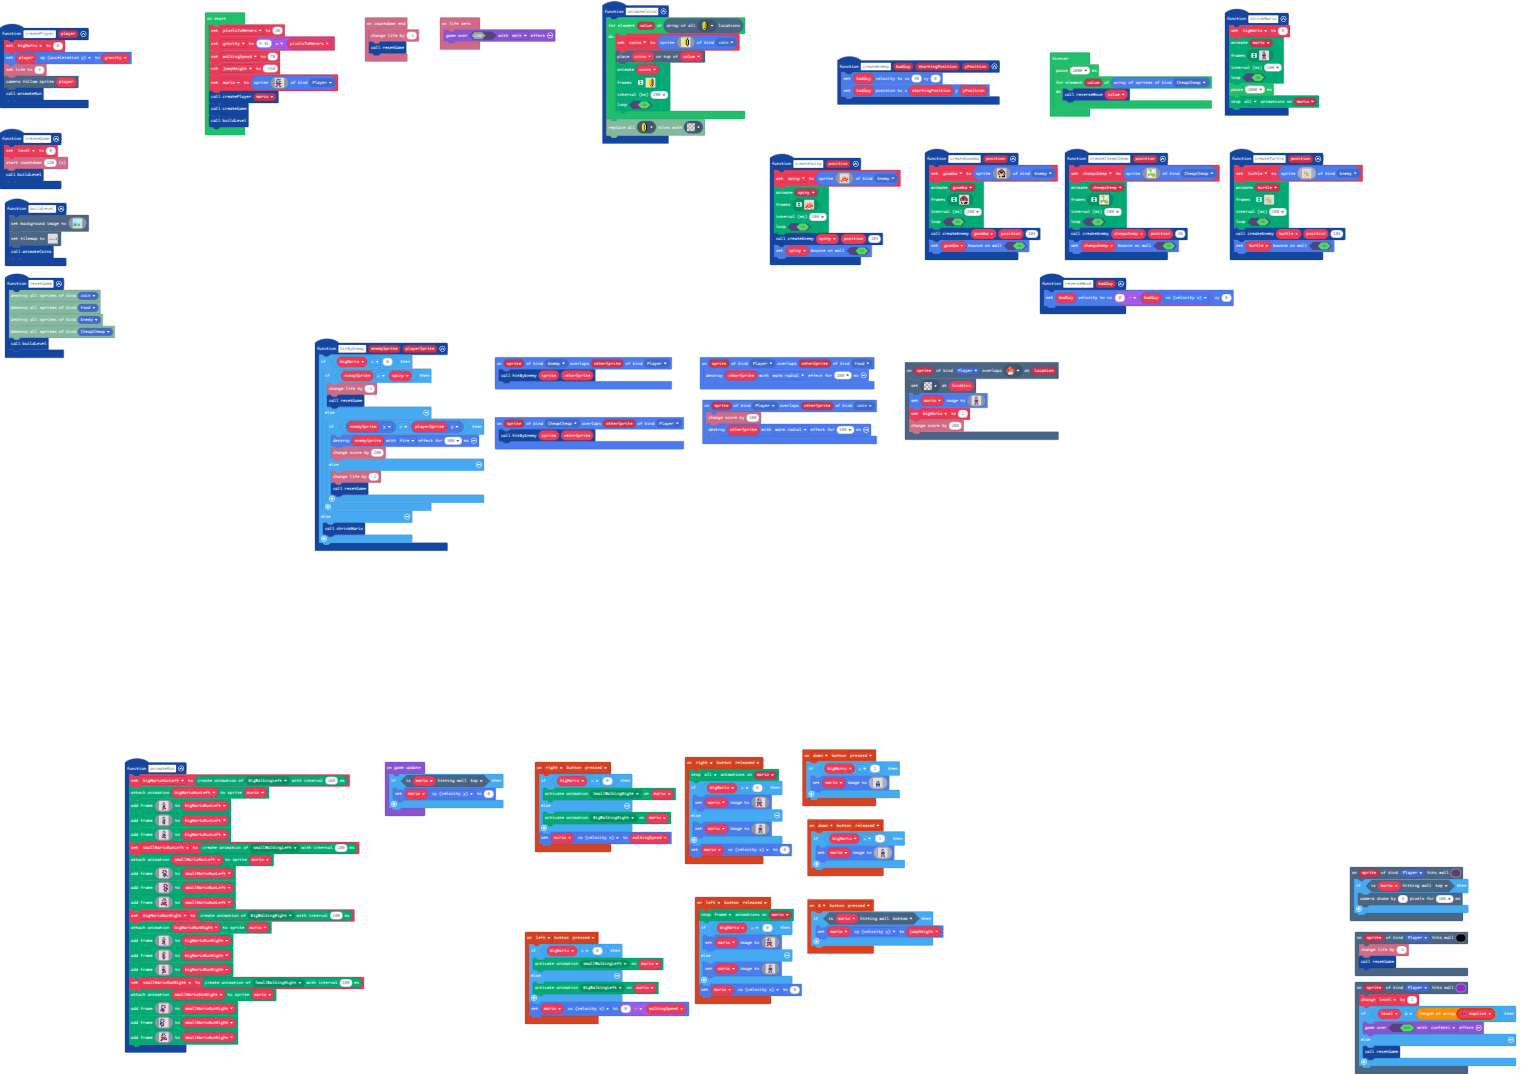 function createPlayer player
set bigMario to 0
set player ay (acceleration y) to gravity
set life to
camera follow sprite player
call animateRun
function createGame
set level to 0
start countdown 120 (s)
call buildLevel
function buildLevel
set background image to
set tilemap to
call animateCoins
function resetGame
destroy all sprites of kind coin
destroy all sprites of kind Food
destroy all sprites of kind Enemy
destroy all sprites of kind CheapCheap
call buildLevel
on start
set pixelsToMeters to 30
set gravity to 9.81 x pixelsToMeters
set walkingSpeed to 70
set jumpHeight to -150
set mario to sprite of kind Player
call createPlayer mario
call createGame
call buildLevel
on countdown end
change life by -1
call resetGame
on life zero
game over with melt effect
function animateCoins
for element value of array of all locations
do
set coins to sprite of kind coin
place coins on top of value
animate coins
frames
interval (ms) 200
loop
replace all tiles with
function createEnemy badGuy startingPosition yPosition
set badGuy velocity to vx 50 vy 0
set badGuy position to x startingPosition y yPosition
forever
pause 2000 ms
for element value of array of sprites of kind CheapCheap
do call reverseMove value
function shrinkMario
set bigMario to 0
animate mario
frames
interval (ms) 100
loop
pause 1000 ms
stop all animations on mario
function createSpiny position
set spiny to sprite of kind Enemy
animate spiny
frames
interval (ms) 200
loop
call createEnemy spiny position
set spiny bounce on wall
function createGoomba position
set goomba to sprite of kind Enemy
animate goomba
frames
interval (ms) 200
loop
call createEnemy goomba position
set goomba bounce on wall
function createCheepCheep position
set cheepcheep to sprite of kind CheapCheap
animate cheepcheep
frames
interval (ms) 200
loop
call createEnemy cheepcheep position
set cheepcheep bounce on wall
function createTurtle position
set turtle to sprite of kind Enemy
animate turtle
frames
interval (ms) 200
loop
call createEnemy turtle position
set turtle bounce on wall
function reverseMove badGuy
set badGuy velocity to vx 0 - badGuy vx (velocity x) vy 0
function hitByEnemy enemySprite playerSprite
if bigMario = 0 then
if enemySprite = spiny then
change life by -1
call resetGame
else
if enemySprite y playerSprite y then
destroy enemySprite with fire effect for 500 ms
change score by 100
else
change life by -1
call resetGame
else
call shrinkMario
on sprite of kind Enemy overlaps otherSprite of kind Player
call hitByEnemy sprite otherSprite
on sprite of kind CheapCheap overlaps otherSprite of kind Player
call hitByEnemy sprite otherSprite
on sprite of kind Player overlaps otherSprite of kind Food
destroy otherSprite with warm radial effect for 100 ms
on sprite of kind Player overlaps otherSprite of kind coin
change score by 100
destroy otherSprite with warm radial effect for 100 ms
on sprite of kind Player overlaps at location
set at location
set mario image to
set bigMario to 1
change score by 200
function animateRun
set bigMarioRunLeft to create animation of BigWalkingLeft with interval 100 ms
attach animation bigMarioRunLeft to sprite mario
add frame to bigMarioRunLeft
add frame to bigMarioRunLeft
add frame to bigMarioRunLeft
set smallMarioRunLeft to create animation of smallWalkingLeft with interval 100 ms
attach animation smallMarioRunLeft to sprite mario
add frame to smallMarioRunLeft
add frame to smallMarioRunLeft
add frame to smallMarioRunLeft
set bigMarioRunRight to create animation of BigWalkingRight with interval 100 ms
attach animation bigMarioRunRight to sprite mario
add frame to bigMarioRunRight
add frame to bigMarioRunRight
add frame to bigMarioRunRight
set smallMarioRunRight to create animation of SmallWalkingRight with interval 100 ms
attach animation smallMarioRunRight to sprite mario
add frame to smallMarioRunRight
add frame to smallMarioRunRight
add frame to smallMarioRunRight
on game update
if is mario hitting wall top then
set mario vy (velocity y) to 0
on right button pressed
if bigMario = 0 then
activate animation SmallWalkingRight on mario
else
activate animation BigWalkingRight on mario
set mario vx (velocity x) to walkingSpeed
on right button released
stop all animations on mario
if bigMario = 0 then
set mario image to
else
set mario image to
set mario vx (velocity x) to 0
on down button pressed
if bigMario = 1 then
set mario image to
on down button released
if bigMario = 1 then
set mario image to
on left button pressed
if bigMario = 0 then
activate animation smallWalkingLeft on mario
else
activate animation BigWalkingLeft on mario
set mario vx (velocity x) to 0 - walkingSpeed
on left button released
stop frame animations on mario
if bigMario = 0 then
set mario image to
else
set mario image to
set mario vx (velocity x) to 0
on A button pressed
if is mario hitting wall bottom then
set mario vy (velocity y) to jumpHeight
on sprite of kind Player hits wall
if is mario hitting wall top then
camera shake by 4 pixels for 100 ms
on sprite of kind Player hits wall
change life by -1
call resetGame
on sprite of kind Player hits wall
change level by 1
if level length of array mapList then
game over with confetti effect
else
call resetGame